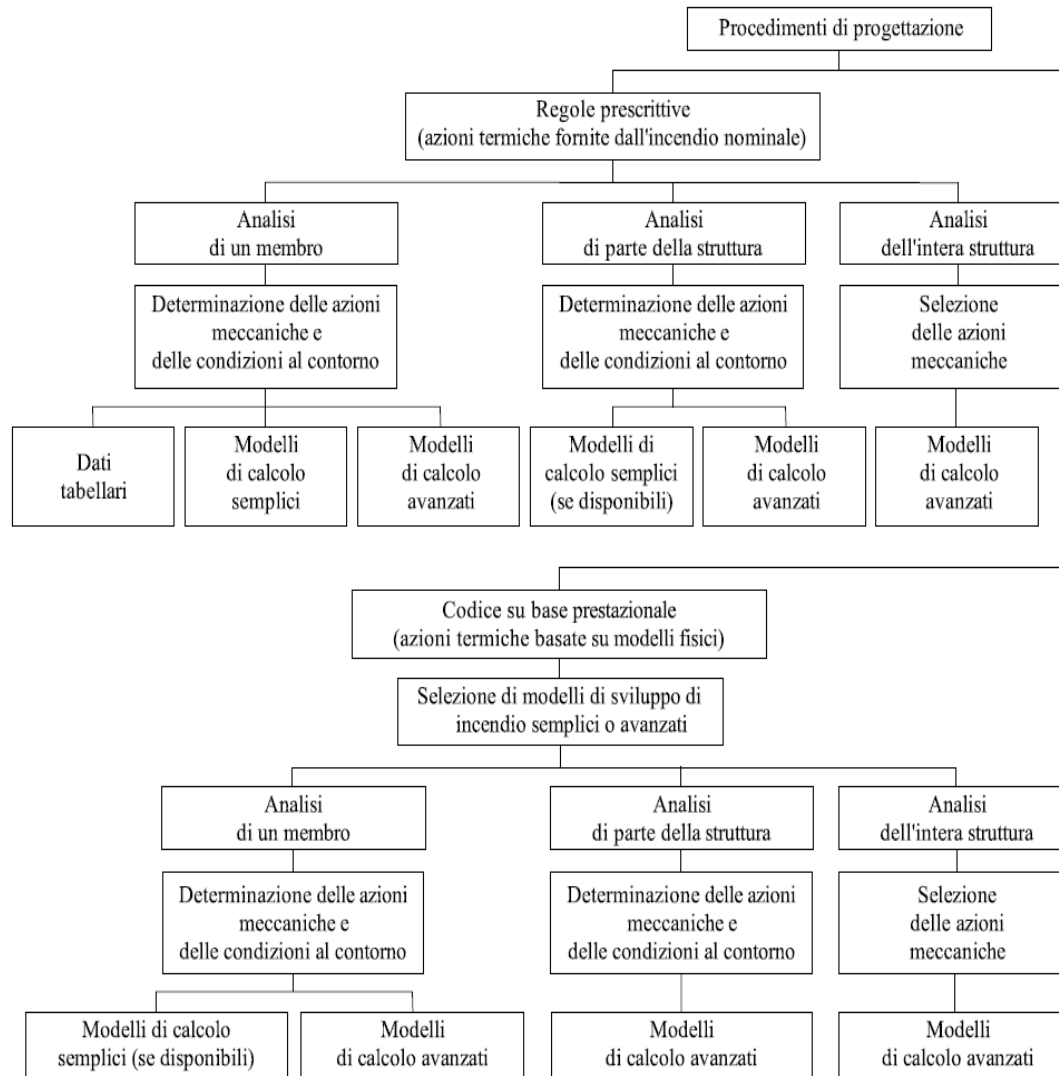 Procedimenti di progettazione
Regole prescrittive
(azioni termiche fornite dall'incendio nominale)
Analisi
di un membro
Analisi
di parte della struttura
Analisi
dell'intera struttura
Determinazione delle azioni
meccaniche e
delle condizioni al contorno
Determinazione delle azioni
meccaniche e
delle condizioni al contorno
Selezione
delle azioni
meccaniche
Dati
tabellari
Modelli
di calcolo
semplici
Modelli
di calcolo
avanzati
Modelli di
calcolo semplici
(se disponibili)
Modelli
di calcolo
avanzati
Modelli
di calcolo
avanzati
Codice su base prestazionale
(azioni termiche basate su modelli fisici)
Selezione di modelli di sviluppo di
incendio semplici o avanzati
Analisi
di un membro
Analisi
di parte della struttura
Analisi
dell'intera struttura
Determinazione delle azioni
meccaniche e
delle condizioni al contorno
Determinazione delle azioni
meccaniche e
delle condizioni al contorno
Selezione
delle azioni
meccaniche
Modelli di calcolo
semplici (se disponibili)
Modelli
di calcolo avanzati
Modelli
di calcolo avanzati
Modelli
di calcolo avanzati